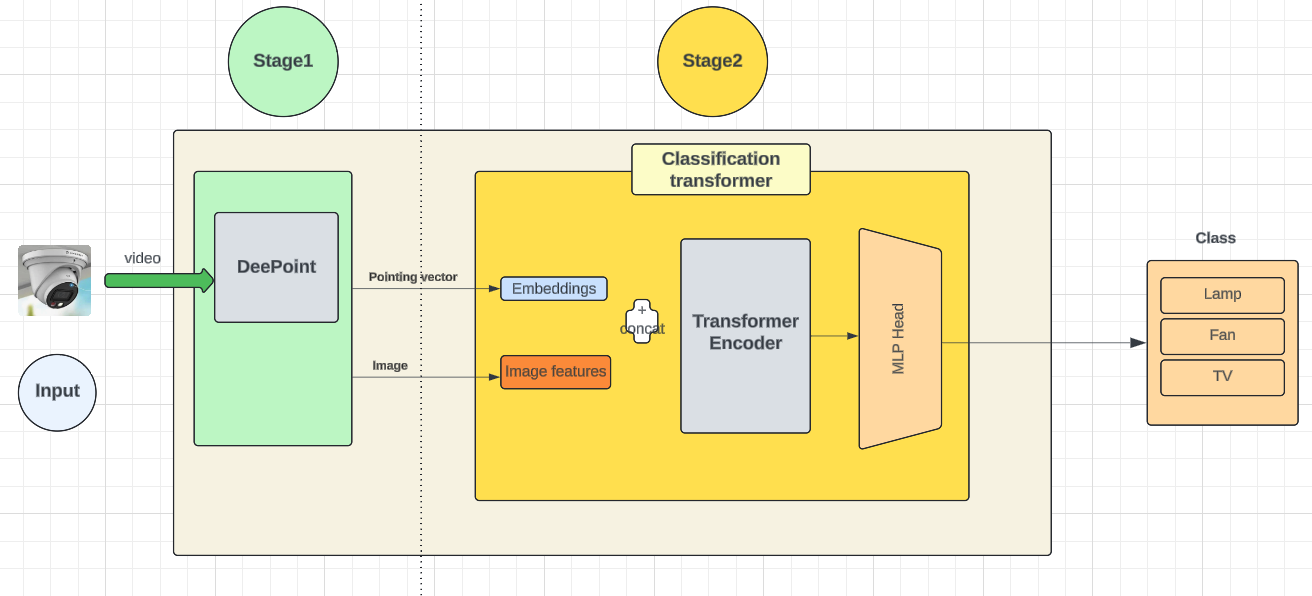 Stage1
Stage2
Classification
transformer
video
DeePoint
Pointing vector
Embeddings
+
concat
Transformer
Encoder
MLP Head
Image
Image features
Input
Class
Lamp
Fan
TV